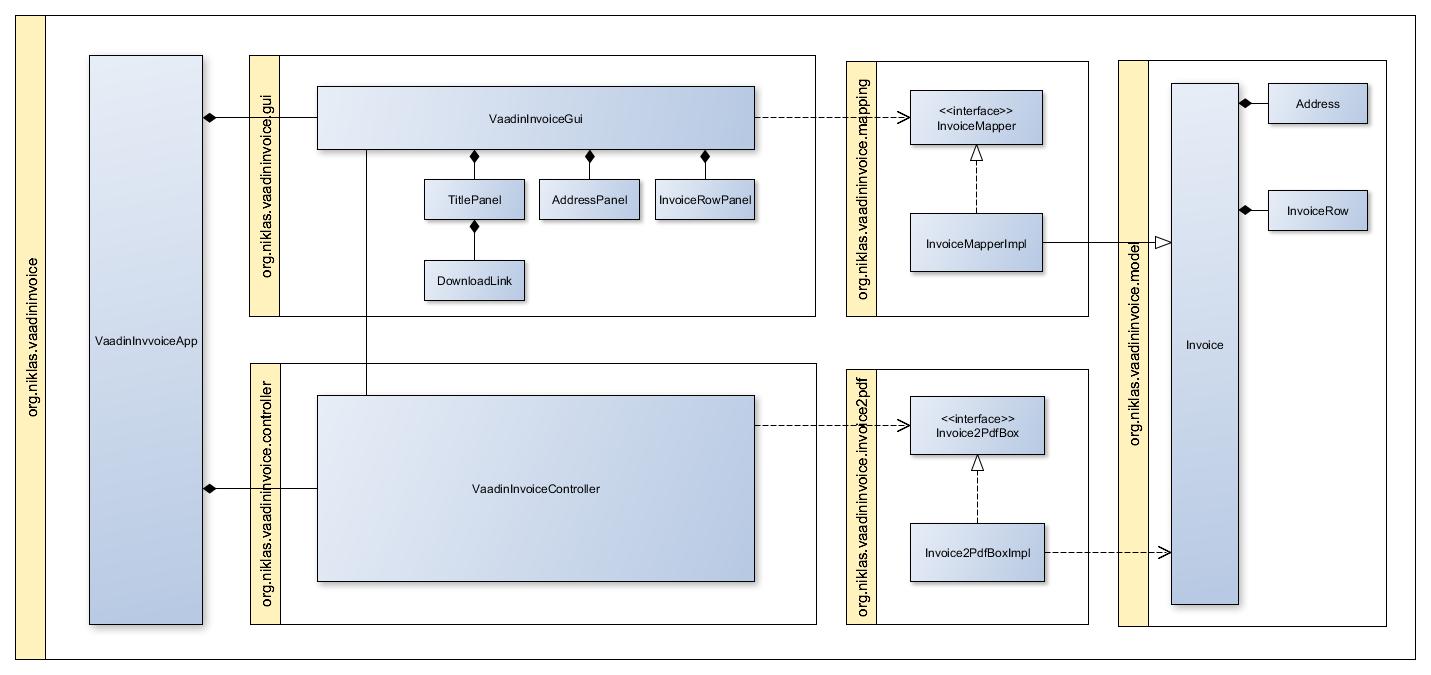 org.niklas.vaadininvoice
VaadinInvvoiceApp
org.niklas.vaadininvoice.gui
VaadinInvoiceGui
TitlePanel
AddressPanel
InvoiceRowPanel
DownloadLink
org.niklas.vaadininvoice.controller
VaadinInvoiceController
org.niklas.vaadininvoice.mapping
<<interface>>
InvoiceMapper
InvoiceMapperImpl
org.niklas.vaadininvoice.invoice2pdf
<<interface>>
Invoice2PdfBox
Invoice2PdfBoxImpl
org.niklas.vaadininvoice.model
Invoice
Address
InvoiceRow